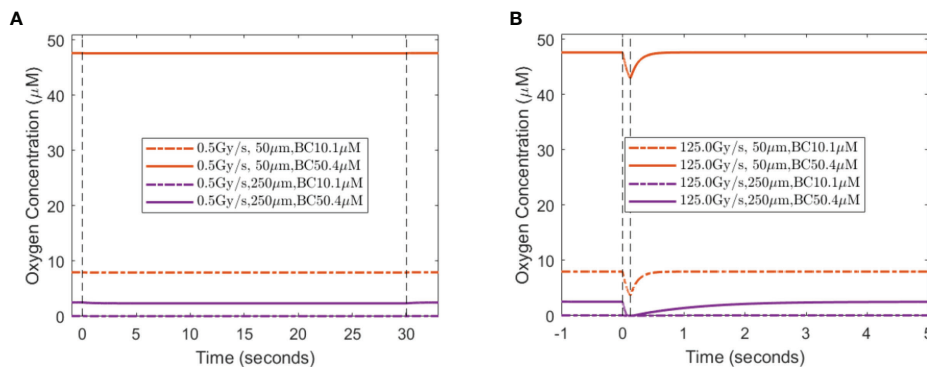 A
Oxygen Concentration (μM)
50
40
30
20
10
0
0.5Gy/s, 50μm,BC10.1μM
0.5Gy/s, 50μm,BC50.4μM
0.5Gy/s,250μm,BC10.1μM
0.5Gy/s,250μm,BC50.4μM
0 5 10 15 20 25 30
Time (seconds)
B
Oxygen Concentration (μM)
50
40
30
20
10
0
125.0Gy/s, 50μm,BC10.1μM
125.0Gy/s, 50μm,BC50.4μM
125.0Gy/s,250μm,BC10.1μM
125.0Gy/s,250μm,BC50.4μM
-1 0 1 2 3 4 5
Time (seconds)